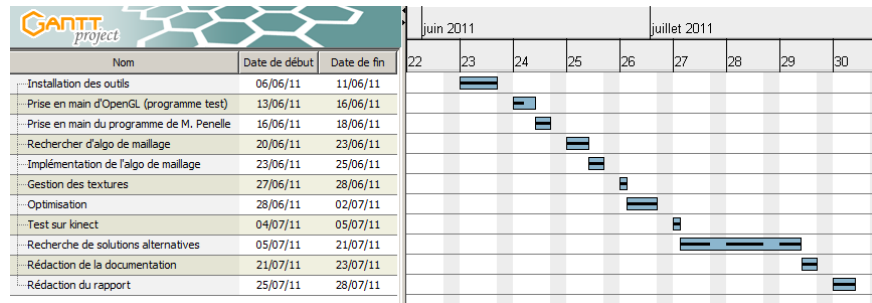 GANTT
project
juin 2011 juillet 2011
Nom Date de début Date de fin 22 23 24 25 26 27 28 29 30
Installation des outils 06/06/11 11/06/11
Prise en main d'OpenGL (programme test) 13/06/11 16/06/11
Prise en main du programme de M. Penelle 16/06/11 18/06/11
Rechercher d'algo de maillage 20/06/11 23/06/11
Implémentation de l'algo de maillage 23/06/11 25/06/11
Gestion des textures 27/06/11 28/06/11
Optimisation 28/06/11 02/07/11
Test sur kinect 04/07/11 05/07/11
Recherche de solutions alternatives 05/07/11 21/07/11
Rédaction de la documentation 21/07/11 23/07/11
Rédaction du rapport 25/07/11 28/07/11